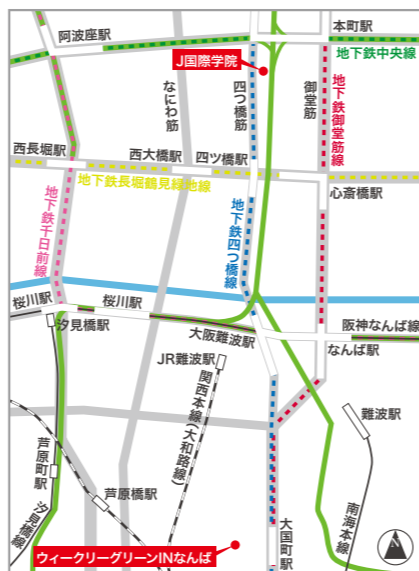 阿波座駅
本町駅
地下鉄中央線
J国際学院
なにわ筋
四つ橋筋
御堂筋
地下鉄御堂筋線
西長堀駅
西大橋駅
四ツ橋駅
地下鉄長堀鶴見緑地線
心斎橋駅
地下鉄千日前線
地下鉄四つ橋線
桜川駅
桜川駅
汐見橋駅
大阪難波駅
阪神なんば線
なんば駅
JR難波駅
関西本線(大和路線)
難波駅
芦原町駅
汐見橋線
芦原橋駅
大国町駅
南海本線
ウィークリーグリーンINなんば